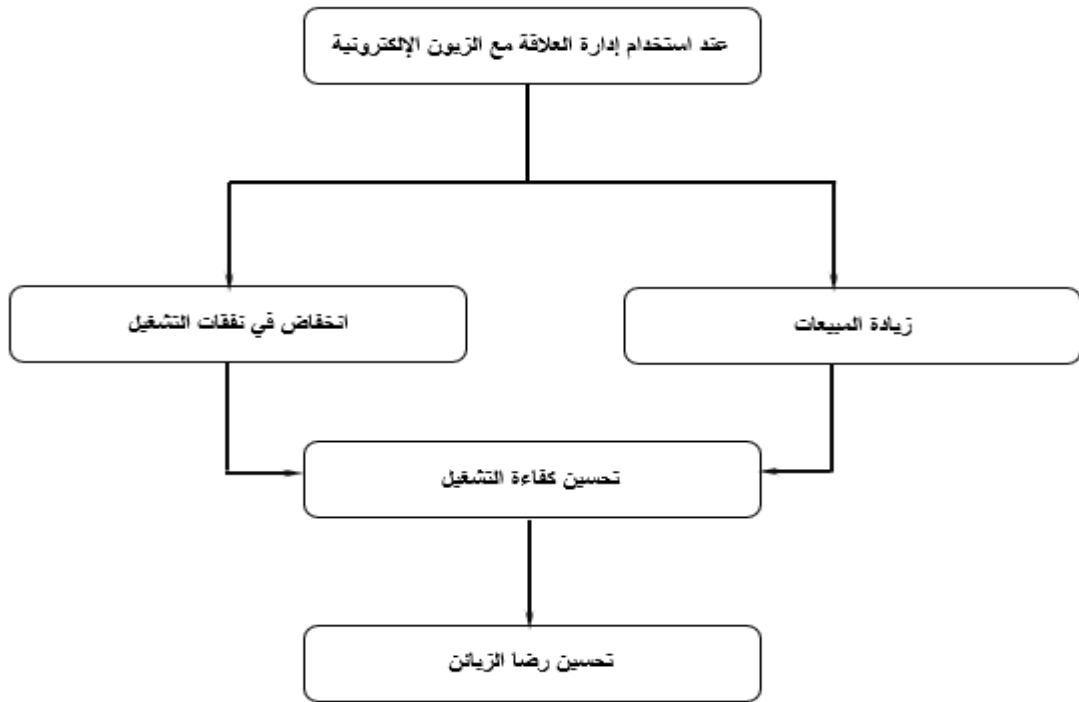 عند استخدام إدارة العلاقة مع الزبون الإلكترونية
زيادة المبيعات
انخفاض في نفقات التشغيل
تحسين كفاءة التشغيل
تحسين رضا الزبائن